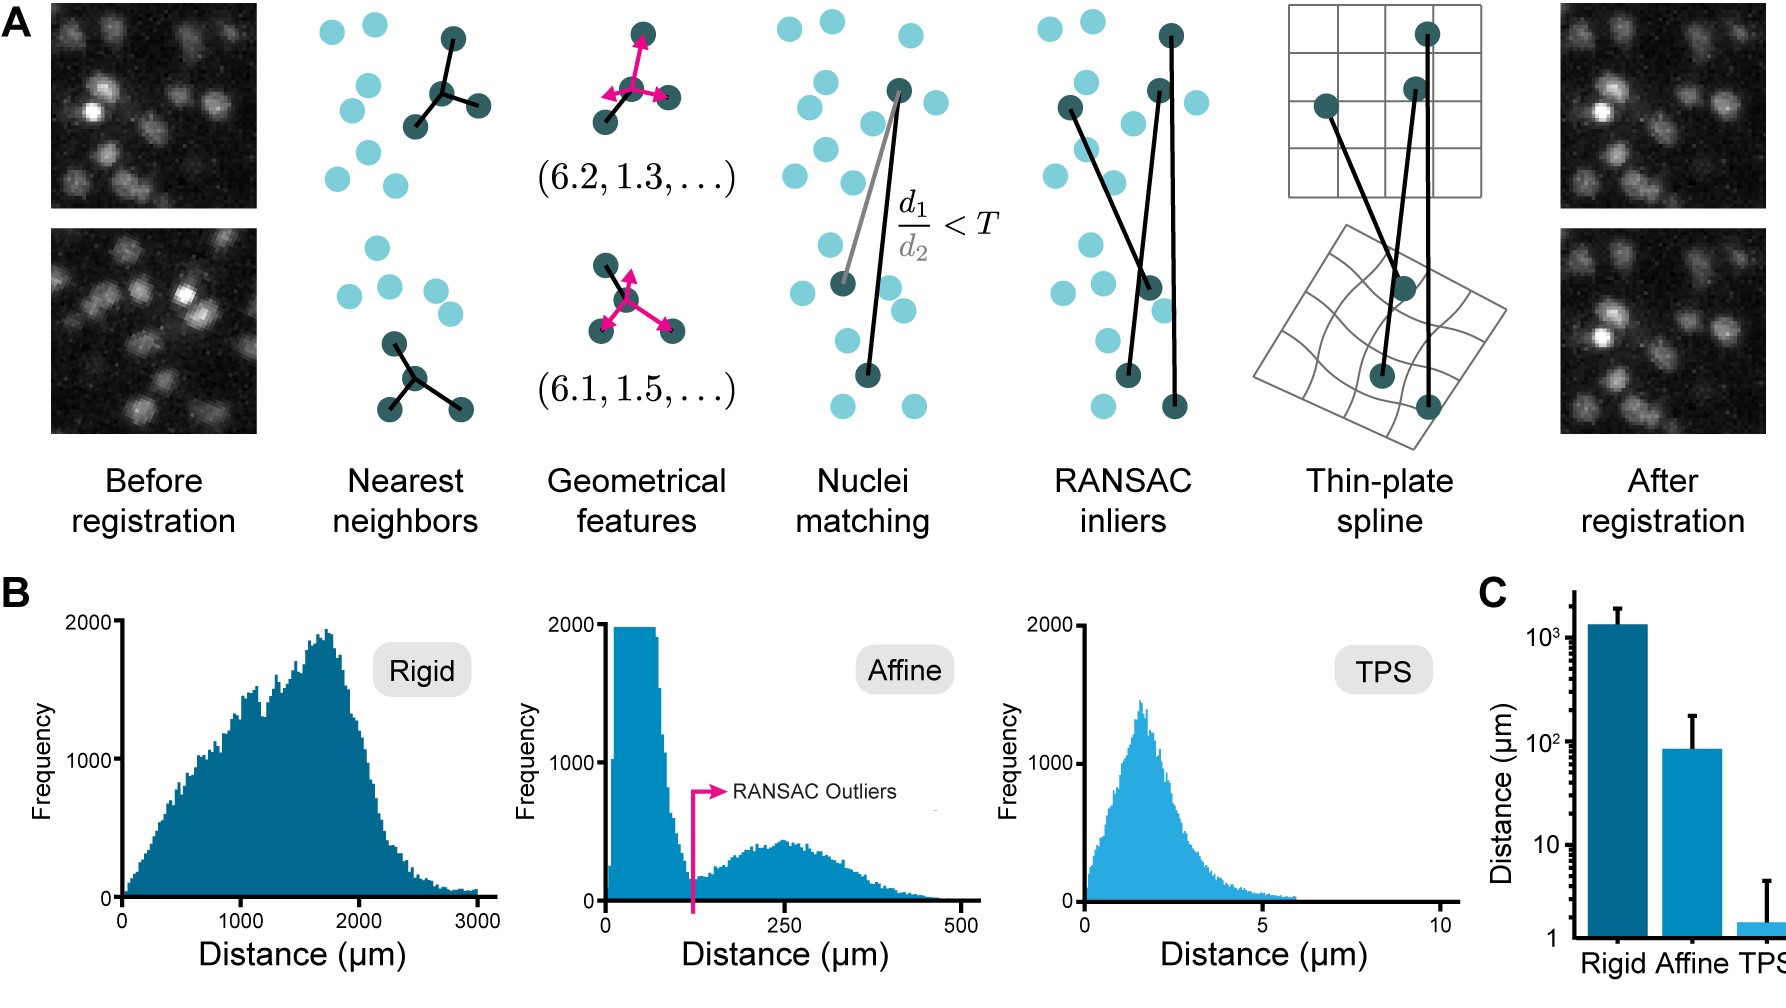 A
(6.2, 1.3, . . .)
(6.1, 1.5, . . .)
d₁
d₂
< T
Before
registration
Nearest
neighbors
Geometrical
features
Nuclei
matching
RANSAC
inliers
Thin-plate
spline
After
registration
B
2000
1000
0
Frequency
Rigid
0
1000
2000
3000
Distance (µm)
2000
1000
0
Frequency
Affine
RANSAC Outliers
0
250
500
Distance (µm)
2000
1000
0
Frequency
TPS
0
5
10
Distance (µm)
C
10³
10²
10
1
Distance (µm)
Rigid
Affine
TPS